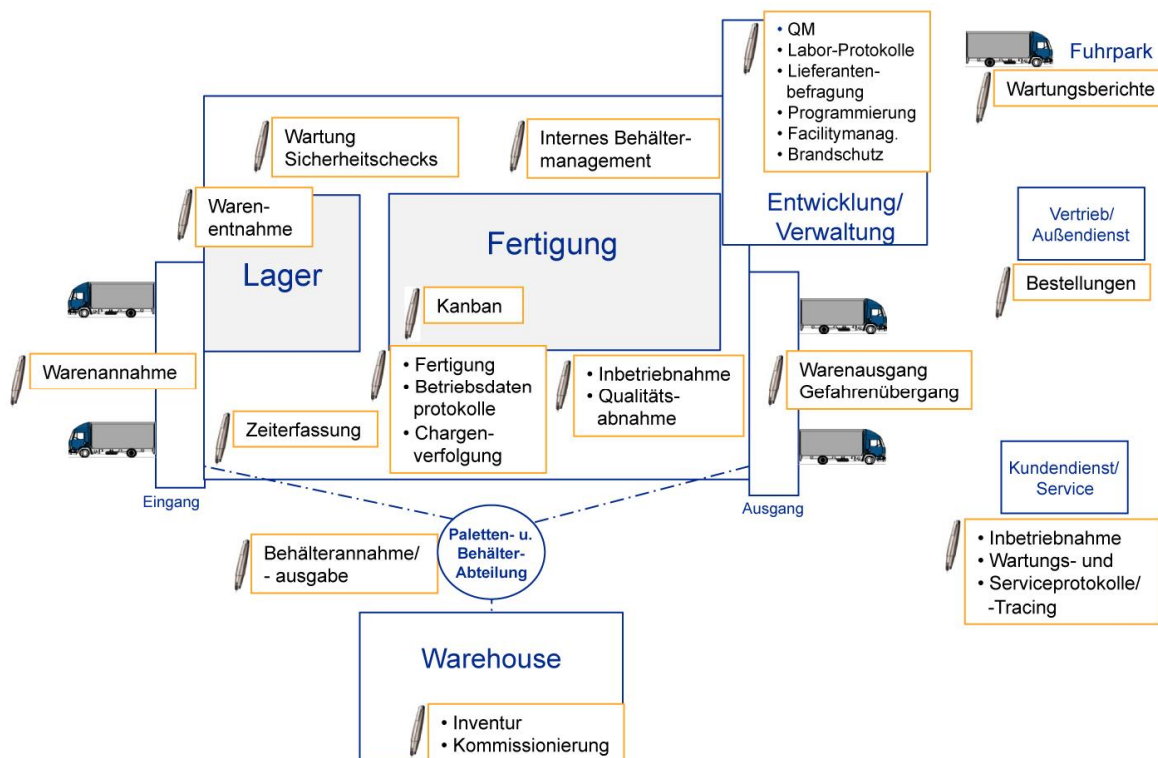 • QM
• Labor-Protokolle
• Lieferanten-
befragung
• Programmierung
• Facilitymanag.
• Brandschutz
Entwicklung/
Verwaltung
Fuhrpark
Wartungsberichte
Wartung
Sicherheitschecks
Internes Behälter-
management
Waren-
entnahme
Lager
Fertigung
Kanban
Vertrieb/
Außendienst
Bestellungen
Warenannahme
• Fertigung
• Betriebsdaten
protokolle
• Chargen-
verfolgung
• Inbetriebnahme
• Qualitäts-
abnahme
Warenausgang
Gefahrenübergang
Zeiterfassung
Eingang
Ausgang
Kundendienst/
Service
• Inbetriebnahme
• Wartungs- und
• Serviceprotokolle/
-Tracing
Paletten- u.
Behälter-
Abteilung
Behälterannahme/
- ausgabe
Warehouse
• Inventur
• Kommissionierung